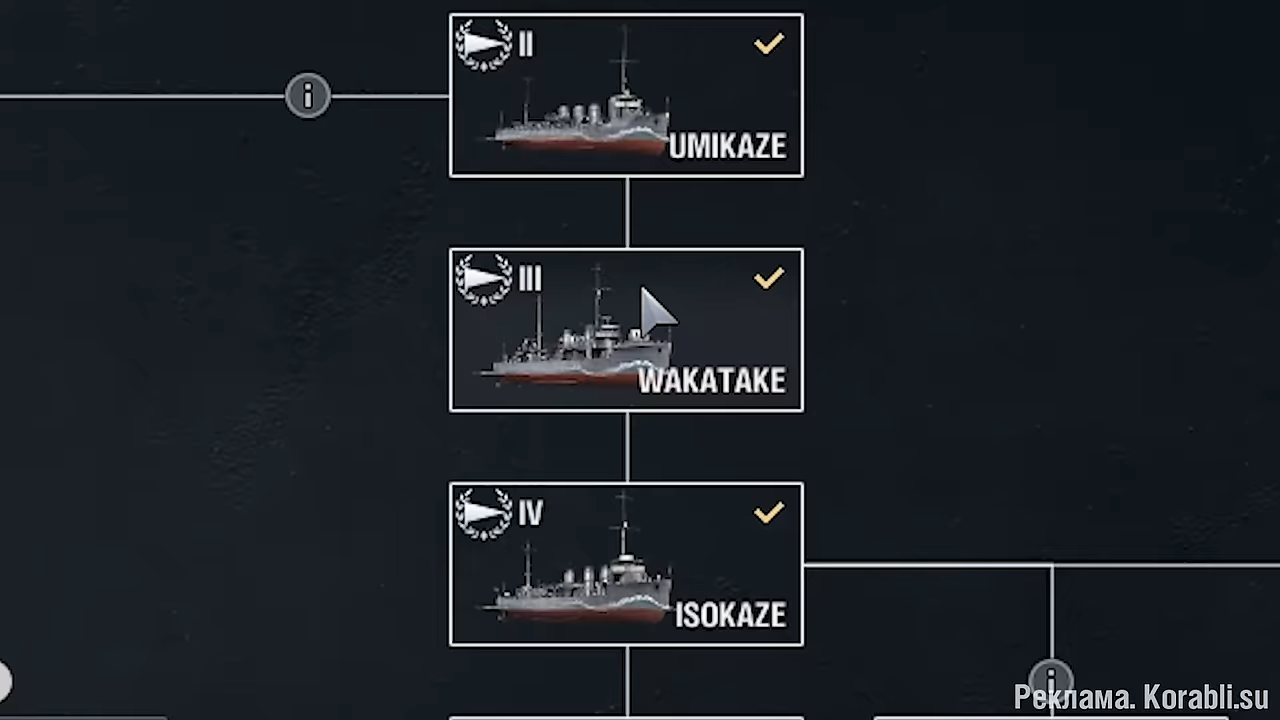 II
UMIKAZE
III
WAKATAKE
IV
ISOKAZE
Реклама. Korabli.su